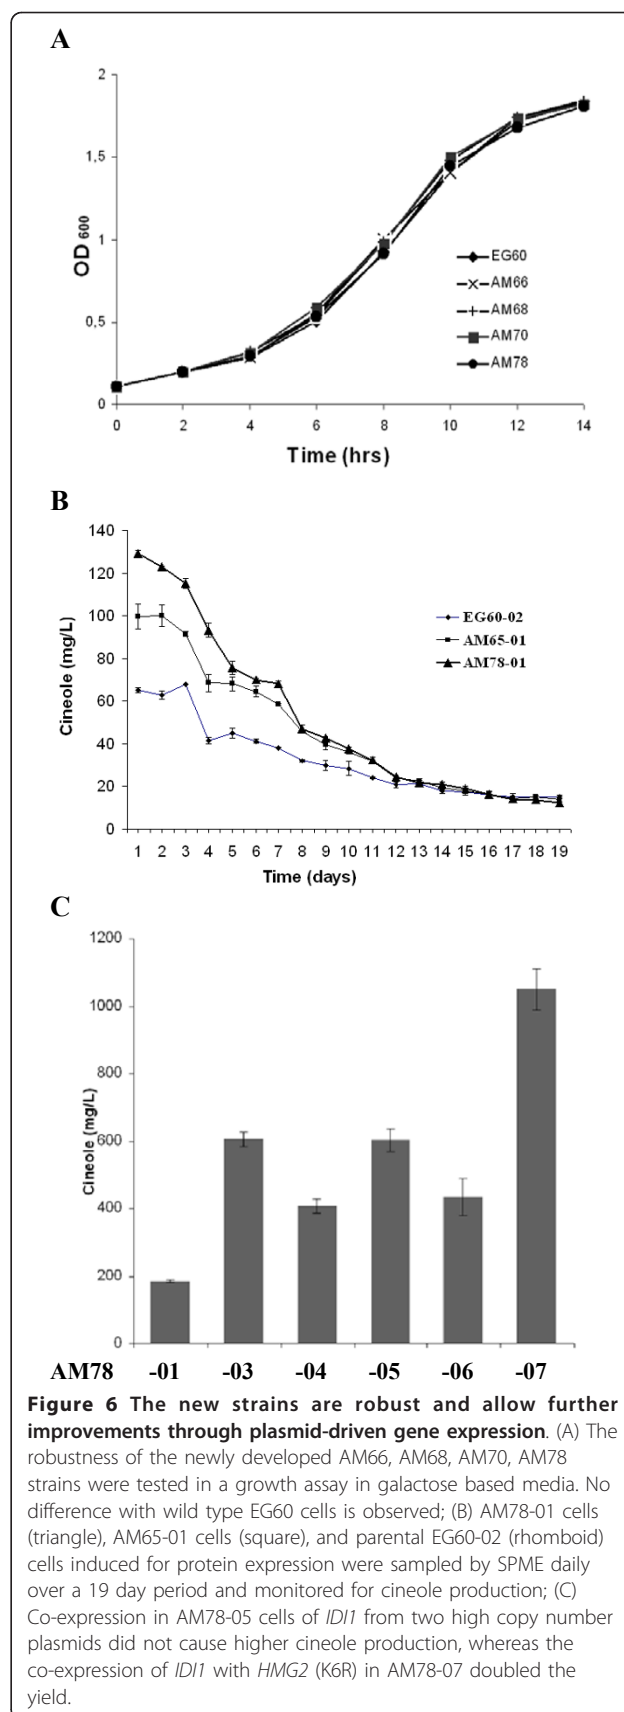 A
2
1,5
1
0,5
0
OD 600
EG60
AM66
AM68
AM70
AM78
0 2 4 6 8 10 12 14
Time (hrs)
B
140
120
100
80
60
40
20
0
Cineole (mg/L)
EG60-02
AM65-01
AM78-01
1 2 3 4 5 6 7 8 9 10 11 12 13 14 15 16 17 18 19
Time (days)
C
1200
1000
800
600
400
200
0
Cineole (mg/L)
AM78 -01 -03 -04 -05 -06 -07
Figure 6 The new strains are robust and allow further
improvements through plasmid-driven gene expression. (A) The
robustness of the newly developed AM66, AM68, AM70, AM78
strains were tested in a growth assay in galactose based media. No
difference with wild type EG60 cells is observed; (B) AM78-01 cells
(triangle), AM65-01 cells (square), and parental EG60-02 (rhomboid)
cells induced for protein expression were sampled by SPME daily
over a 19 day period and monitored for cineole production; (C)
Co-expression in AM78-05 cells of IDI1 from two high copy number
plasmids did not cause higher cineole production, whereas the
co-expression of IDI1 with HMG2 (K6R) in AM78-07 doubled the
yield.